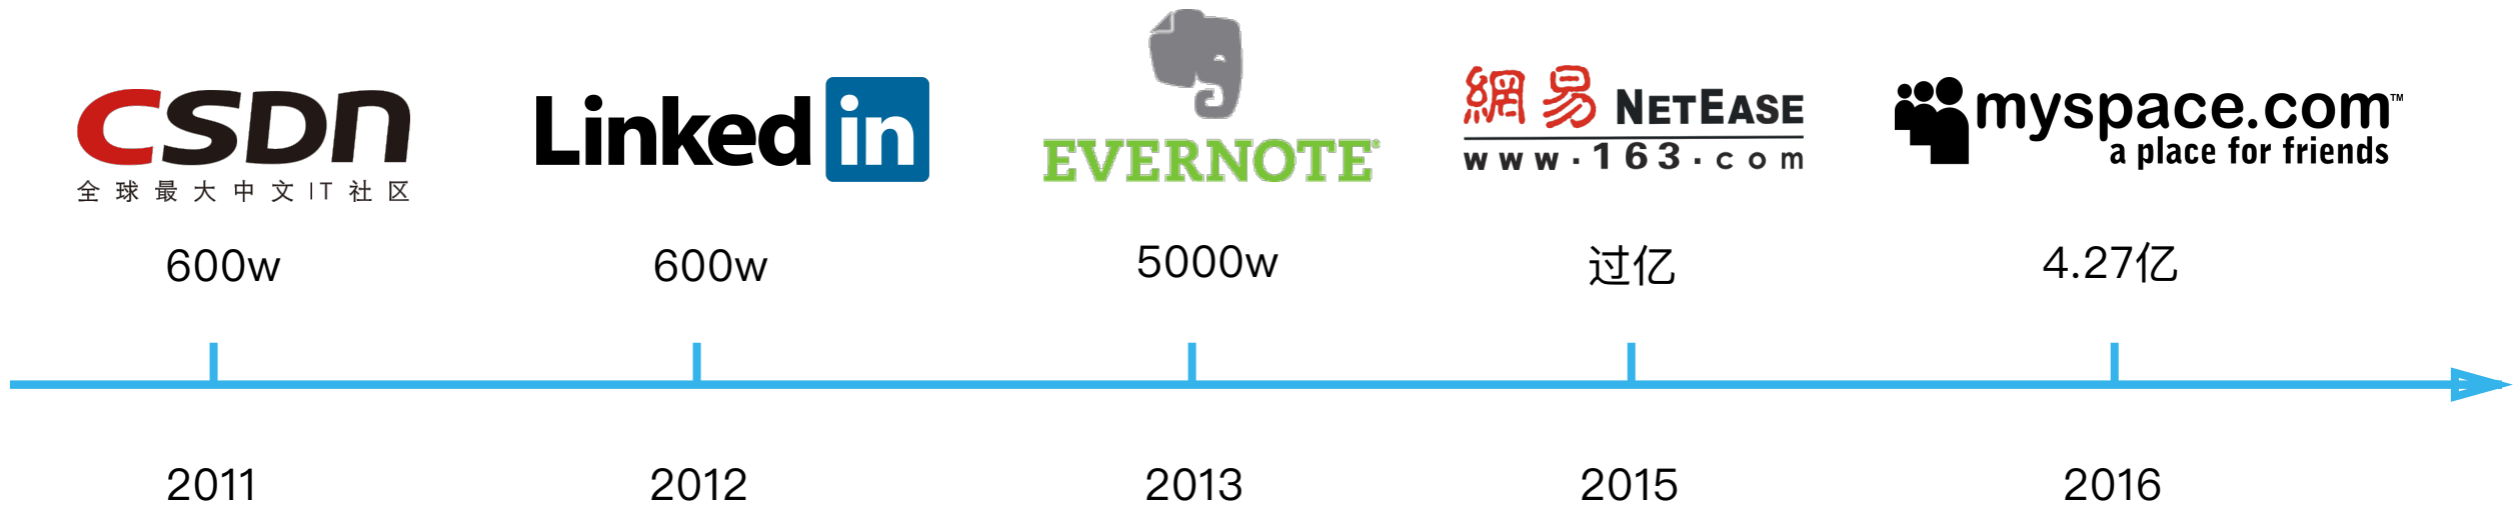 CSDN
全球最大中文IT社区
600w
2011
Linked in
600w
2012
EVERNOTE®
5000w
2013
網易 NETEASE
www.163.com
过亿
2015
myspace.com™
a place for friends
4.27亿
2016